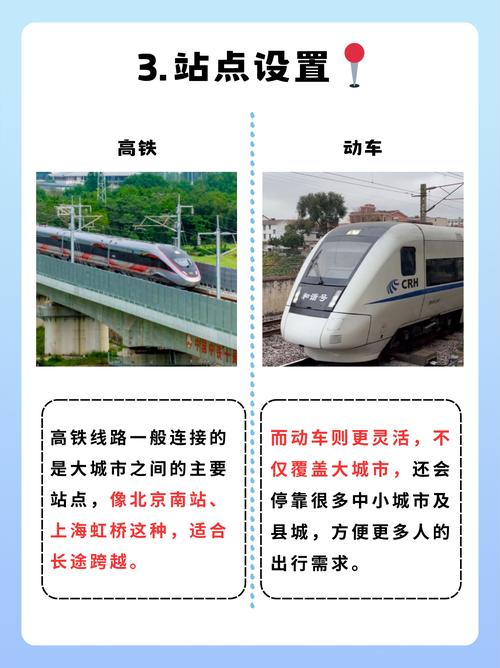 3.站点设置
高铁
动车
CRH
和谐号
高铁线路一般连接的
是大城市之间的主要
站点，像北京南站、
上海虹桥这种，适合
长途跨越。
而动车则更灵活，不
仅覆盖大城市，还会
停靠很多中小城市及
县城，方便更多人的
出行需求。